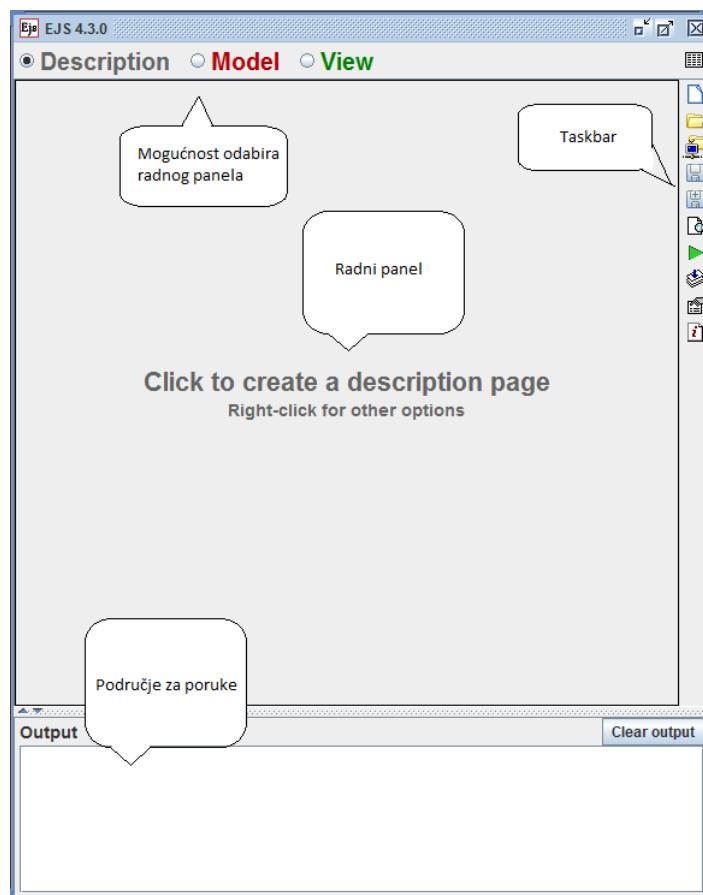 Ejs EJS 4.3.0
Description Model View
Mogućnost odabira
radnog panela
Taskbar
Radni panel
Click to create a description page
Right-click for other options
Područje za poruke
Output Clear output